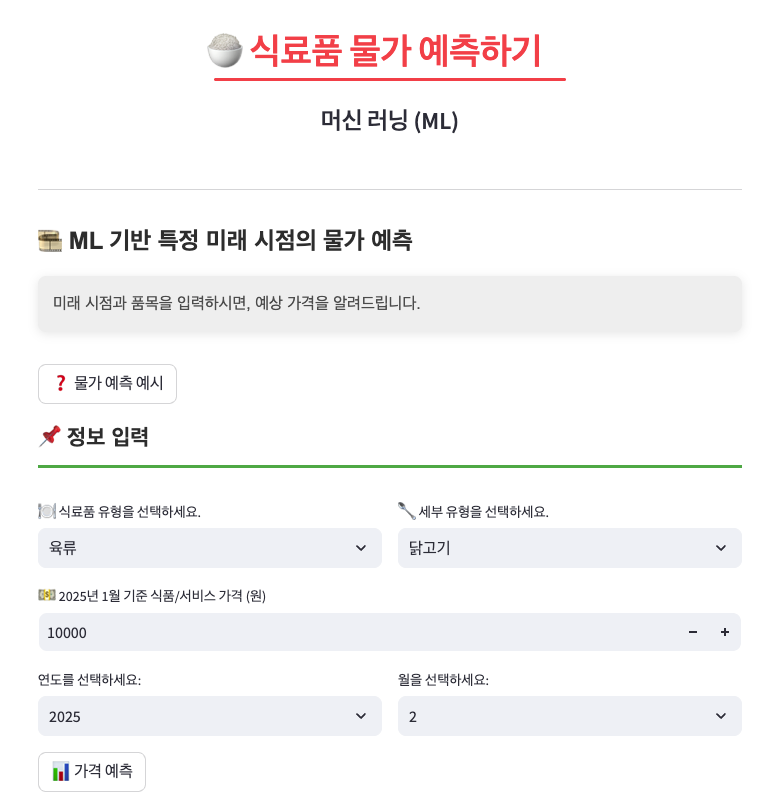 식료품 물가 예측하기
머신 러닝 (ML)
ML 기반 특정 미래 시점의 물가 예측
미래 시점과 품목을 입력하시면, 예상 가격을 알려드립니다.
❓ 물가 예측 예시
정보 입력
식료품 유형을 선택하세요.
세부 유형을 선택하세요.
육류
닭고기
2025년 1월 기준 식품/서비스 가격 (원)
10000
연도를 선택하세요:
월을 선택하세요:
2025
2
가격 예측